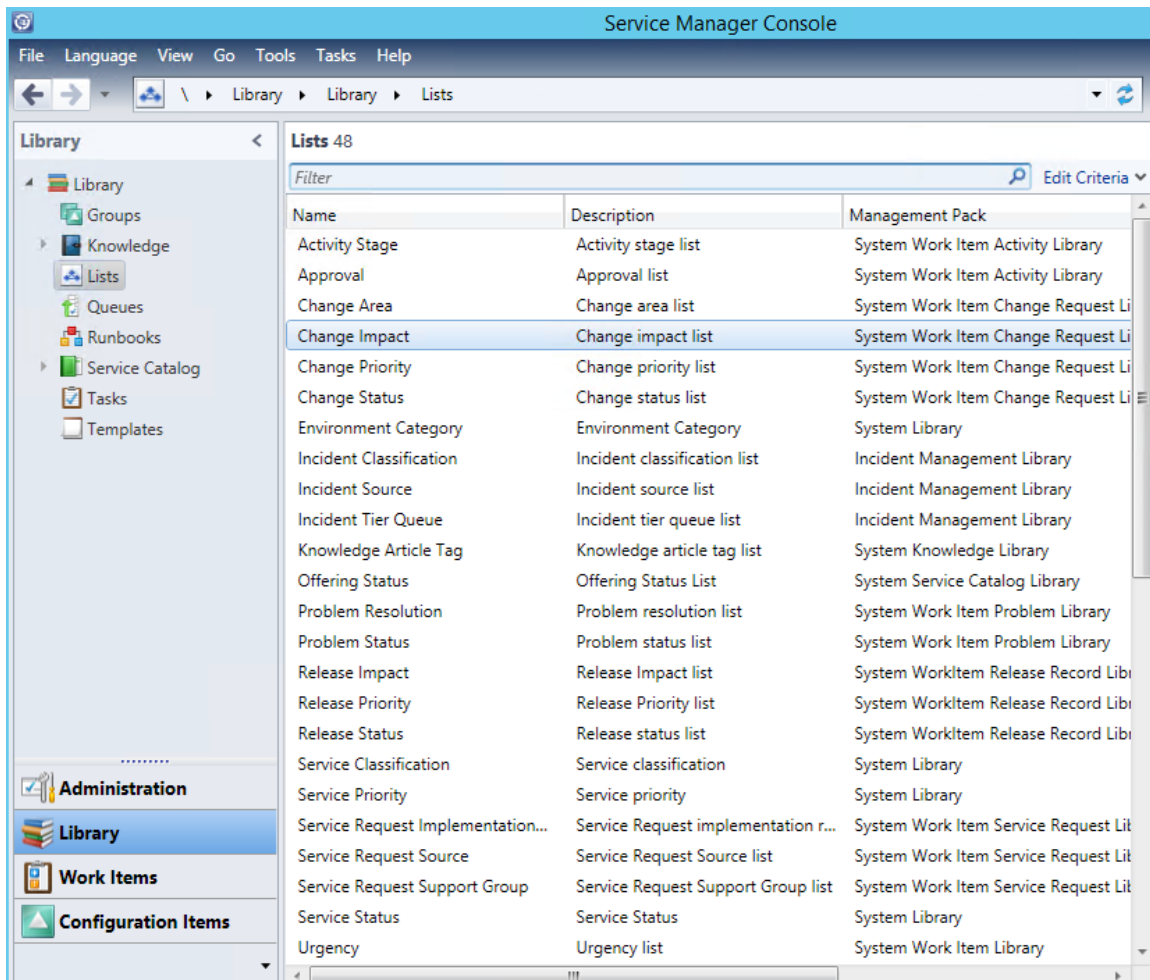 Service Manager Console
File Language View Go Tools Tasks Help
\ Library Library Lists
Library
Library
Groups
Knowledge
Lists
Queues
Runbooks
Service Catalog
Tasks
Templates
Administration
Library
Work Items
Configuration Items
Lists 48
Filter Edit Criteria
Name Description Management Pack
Activity Stage Activity stage list System Work Item Activity Library
Approval Approval list System Work Item Activity Library
Change Area Change area list System Work Item Change Request Li
Change Impact Change impact list System Work Item Change Request Li
Change Priority Change priority list System Work Item Change Request Li
Change Status Change status list System Work Item Change Request Li
Environment Category Environment Category System Library
Incident Classification Incident classification list Incident Management Library
Incident Source Incident source list Incident Management Library
Incident Tier Queue Incident tier queue list Incident Management Library
Knowledge Article Tag Knowledge article tag list System Knowledge Library
Offering Status Offering Status List System Service Catalog Library
Problem Resolution Problem resolution list System Work Item Problem Library
Problem Status Problem status list System Work Item Problem Library
Release Impact Release Impact list System WorkItem Release Record Libr
Release Priority Release Priority list System WorkItem Release Record Libr
Release Status Release status list System WorkItem Release Record Libr
Service Classification Service classification System Library
Service Priority Service priority System Library
Service Request Implementation... Service Request implementation r... System Work Item Service Request Lib
Service Request Source Service Request Source list System Work Item Service Request Lib
Service Request Support Group Service Request Support Group list System Work Item Service Request Lib
Service Status Service Status System Library
Urgency Urgency list System Work Item Library